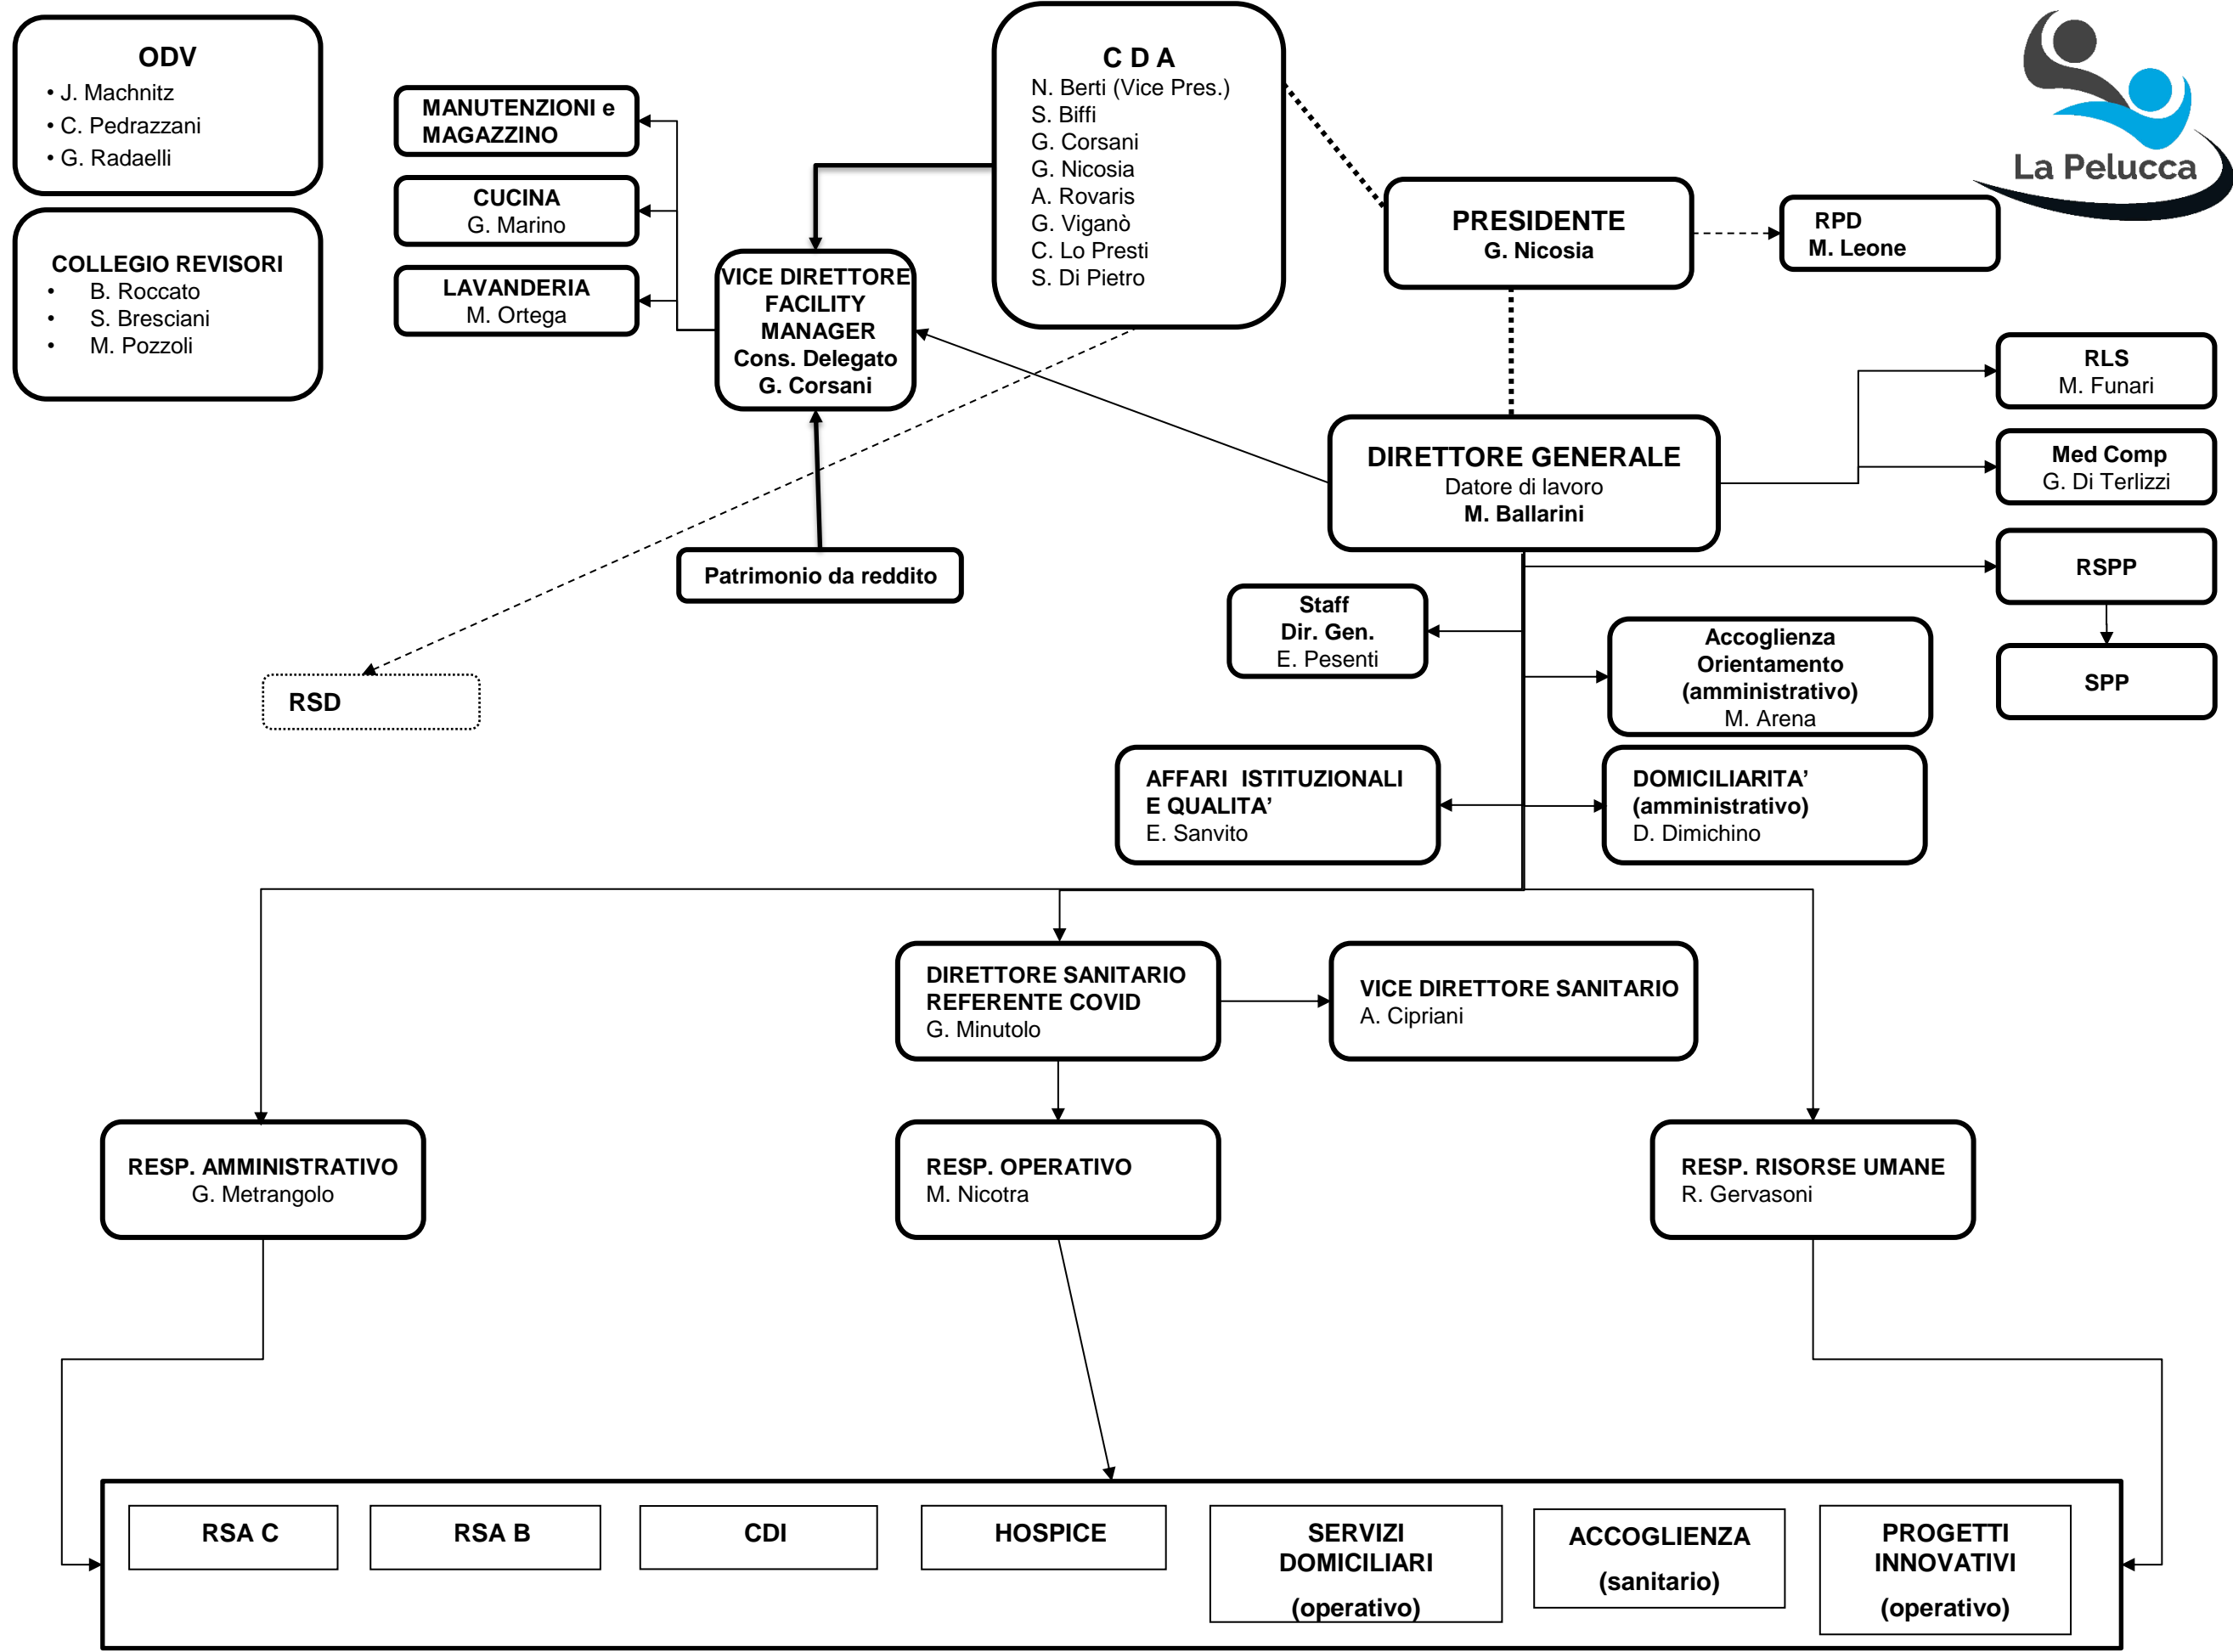 ODV
• J. Machnitz
• C. Pedrazzani
• G. Radaelli
COLLEGIO REVISORI
• B. Roccato
• S. Bresciani
• M. Pozzoli
MANUTENZIONI e
MAGAZZINO
CUCINA
G. Marino
LAVANDERIA
M. Ortega
VICE DIRETTORE
FACILITY
MANAGER
Cons. Delegato
G. Corsani
C D A
N. Berti (Vice Pres.)
S. Biffi
G. Corsani
G. Nicosia
A. Rovaris
G. Viganò
C. Lo Presti
S. Di Pietro
La Pelucca
PRESIDENTE
G. Nicosia
RPD
M. Leone
DIRETTORE GENERALE
Datore di lavoro
M. Ballarini
RLS
M. Funari
Med Comp
G. Di Terlizzi
RSPP
SPP
Patrimonio da reddito
RSD
Staff
Dir. Gen.
E. Pesenti
Accoglienza
Orientamento
(amministrativo)
M. Arena
AFFARI ISTITUZIONALI
E QUALITA’
E. Sanvito
DOMICILIARITA’
(amministrativo)
D. Dimichino
DIRETTORE SANITARIO
REFERENTE COVID
G. Minutolo
VICE DIRETTORE SANITARIO
A. Cipriani
RESP. AMMINISTRATIVO
G. Metrangolo
RESP. OPERATIVO
M. Nicotra
RESP. RISORSE UMANE
R. Gervasoni
RSA C
RSA B
CDI
HOSPICE
SERVIZI
DOMICILIARI
(operativo)
ACCOGLIENZA
(sanitario)
PROGETTI
INNOVATIVI
(operativo)